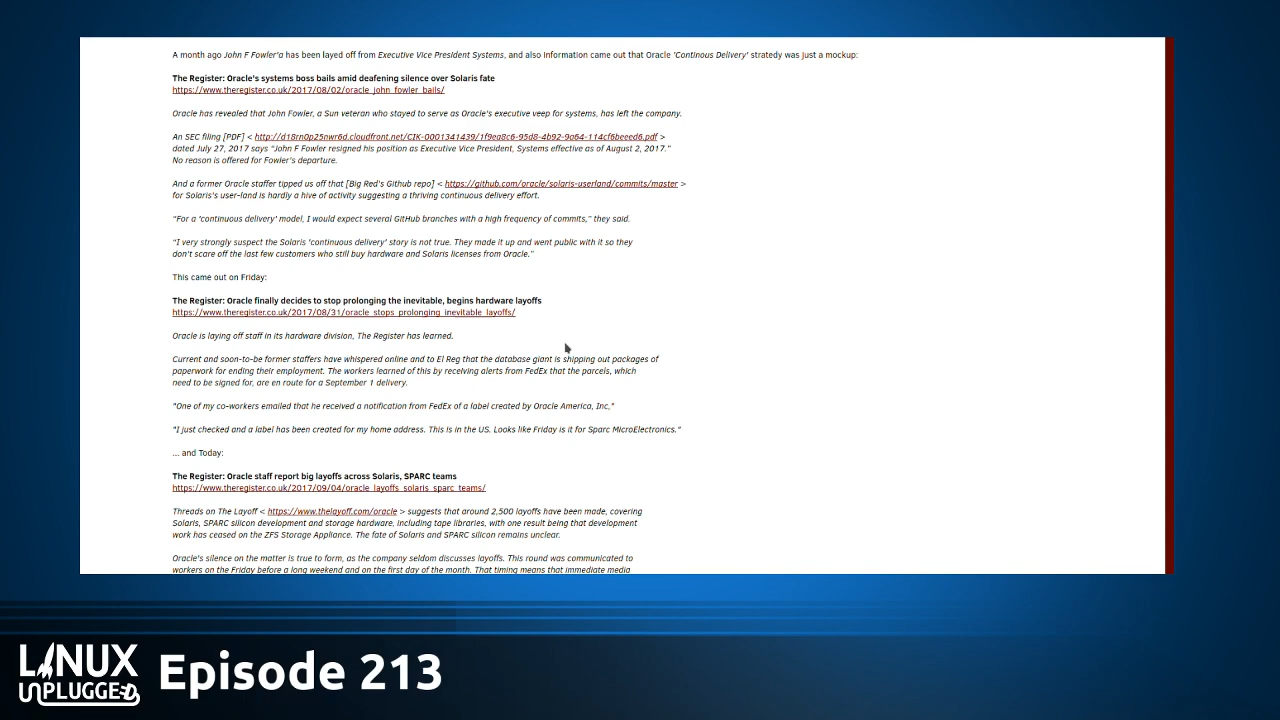 A month ago John F Fowler'a has been layed off from Executive Vice President Systems, and also information came out that Oracle 'Continous Delivery' stratedy was just a mockup:
The Register: Oracle's systems boss bails amid deafening silence over Solaris fate
https://www.theregister.co.uk/2017/08/02/oracle_john_fowler_bails/
Oracle has revealed that John Fowler, a Sun veteran who stayed to serve as Oracle's executive veep for systems, has left the company.
An SEC filing [PDF] < http://d18rn0p25nwr6d.cloudfront.net/CIK-0001341439/1f9ea8c6-95d8-4b92-9a64-114cf6beeed6.pdf >
dated July 27, 2017 says "John F Fowler resigned his position as Executive Vice President, Systems effective as of August 2, 2017."
No reason is offered for Fowler's departure.
And a former Oracle staffer tipped us off that [Big Red's Github repo] < https://github.com/oracle/solaris-userland/commits/master >
for Solaris's user-land is hardly a hive of activity suggesting a thriving continuous delivery effort.
"For a 'continuous delivery' model, I would expect several GitHub branches with a high frequency of commits," they said.
"I very strongly suspect the Solaris 'continuous delivery' story is not true. They made it up and went public with it so they
don't scare off the last few customers who still buy hardware and Solaris licenses from Oracle."
This came out on Friday:
The Register: Oracle finally decides to stop prolonging the inevitable, begins hardware layoffs
https://www.theregister.co.uk/2017/08/31/oracle_stops_prolonging_inevitable_layoffs/
Oracle is laying off staff in its hardware division, The Register has learned.
Current and soon-to-be former staffers have whispered online and to El Reg that the database giant is shipping out packages of
paperwork for ending their employment. The workers learned of this by receiving alerts from FedEx that the parcels, which
need to be signed for, are en route for a September 1 delivery.
"One of my co-workers emailed that he received a notification from FedEx of a label created by Oracle America, Inc,"
"I just checked and a label has been created for my home address. This is in the US. Looks like Friday is it for Sparc MicroElectronics."
... and Today:
The Register: Oracle staff report big layoffs across Solaris, SPARC teams
https://www.theregister.co.uk/2017/09/04/oracle_layoffs_solaris_sparc_teams/
Threads on The Layoff < https://www.thelayoff.com/oracle > suggests that around 2,500 layoffs have been made, covering
Solaris, SPARC silicon development and storage hardware, including tape libraries, with one result being that development
work has ceased on the ZFS Storage Appliance. The fate of Solaris and SPARC silicon remains unclear.
Oracle's silence on the matter is true to form, as the company seldom discusses layoffs. This round was communicated to
workers on the Friday before a long weekend and on the first day of the month. That timing means that immediate media
LINUX
UNPLUGGED
Episode 213